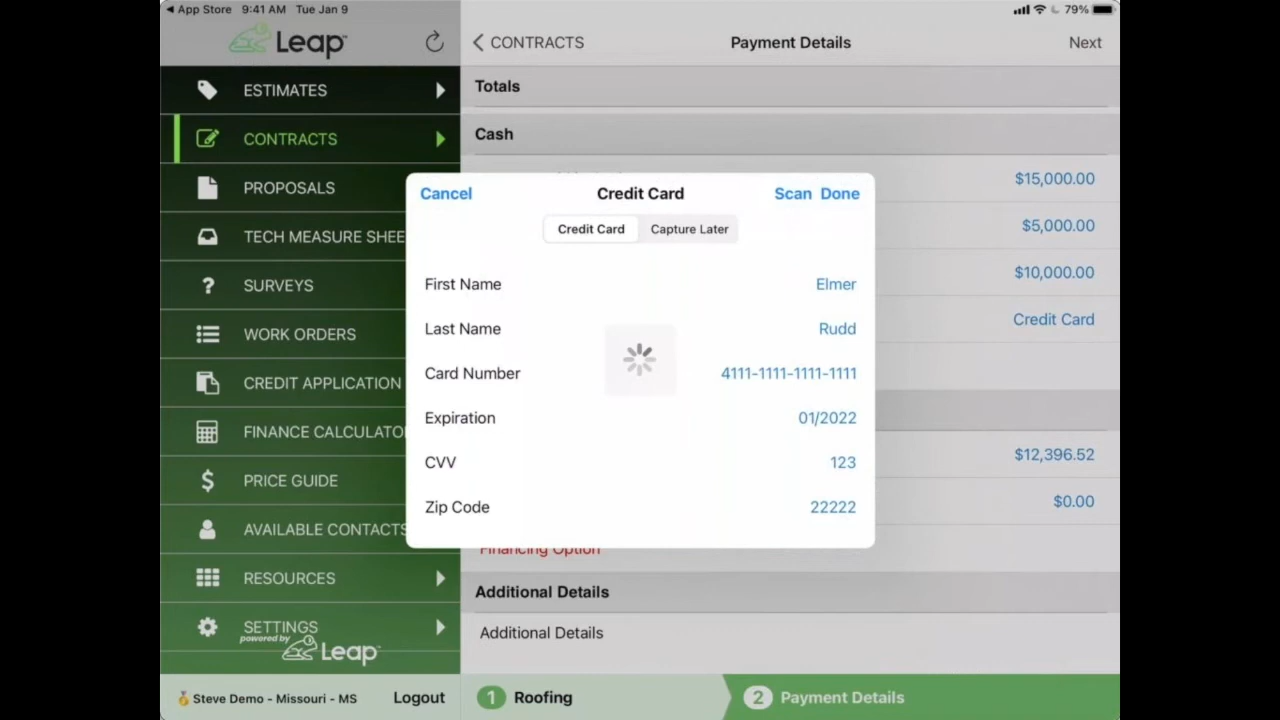 App Store 9:41 AM Tue Jan 9
79%
Leap
CONTRACTS
Payment Details
Next
ESTIMATES
CONTRACTS
PROPOSALS
TECH MEASURE SHEE
SURVEYS
WORK ORDERS
CREDIT APPLICATION
FINANCE CALCULATO
PRICE GUIDE
AVAILABLE CONTACTS
RESOURCES
SETTINGS
powered by
Leap
Steve Demo - Missouri - MS
Logout
Totals
Cash
$15,000.00
$5,000.00
$10,000.00
Credit Card
$12,396.52
$0.00
Cancel
Credit Card
Scan Done
Credit Card
Capture Later
First Name Elmer
Last Name Rudd
Card Number 4111-1111-1111-1111
Expiration 01/2022
CVV 123
Zip Code 22222
Financing Option
Additional Details
Additional Details
1 Roofing
2 Payment Details